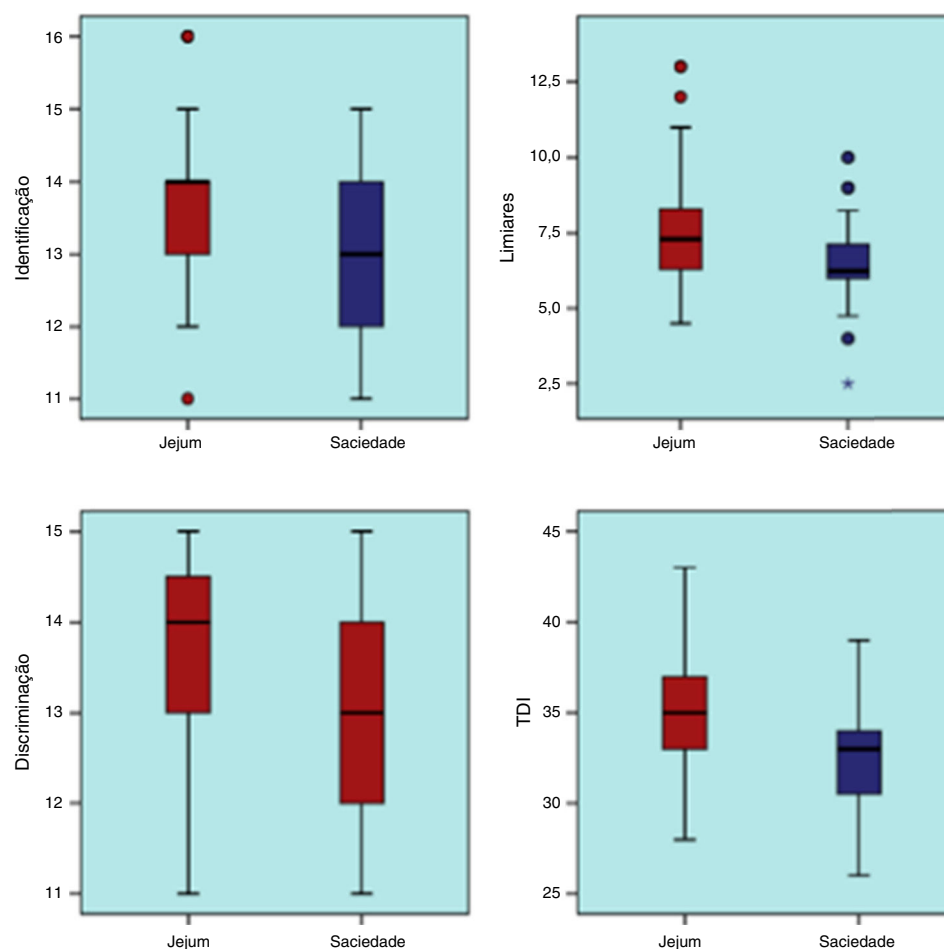 16
15
14
13
12
11
Identificação
Jejum
Saciedade
12,5
10,0
7,5
5,0
2,5
Limiares
Jejum
Saciedade
15
14
13
12
11
Discriminação
Jejum
Saciedade
45
40
35
30
25
TDI
Jejum
Saciedade